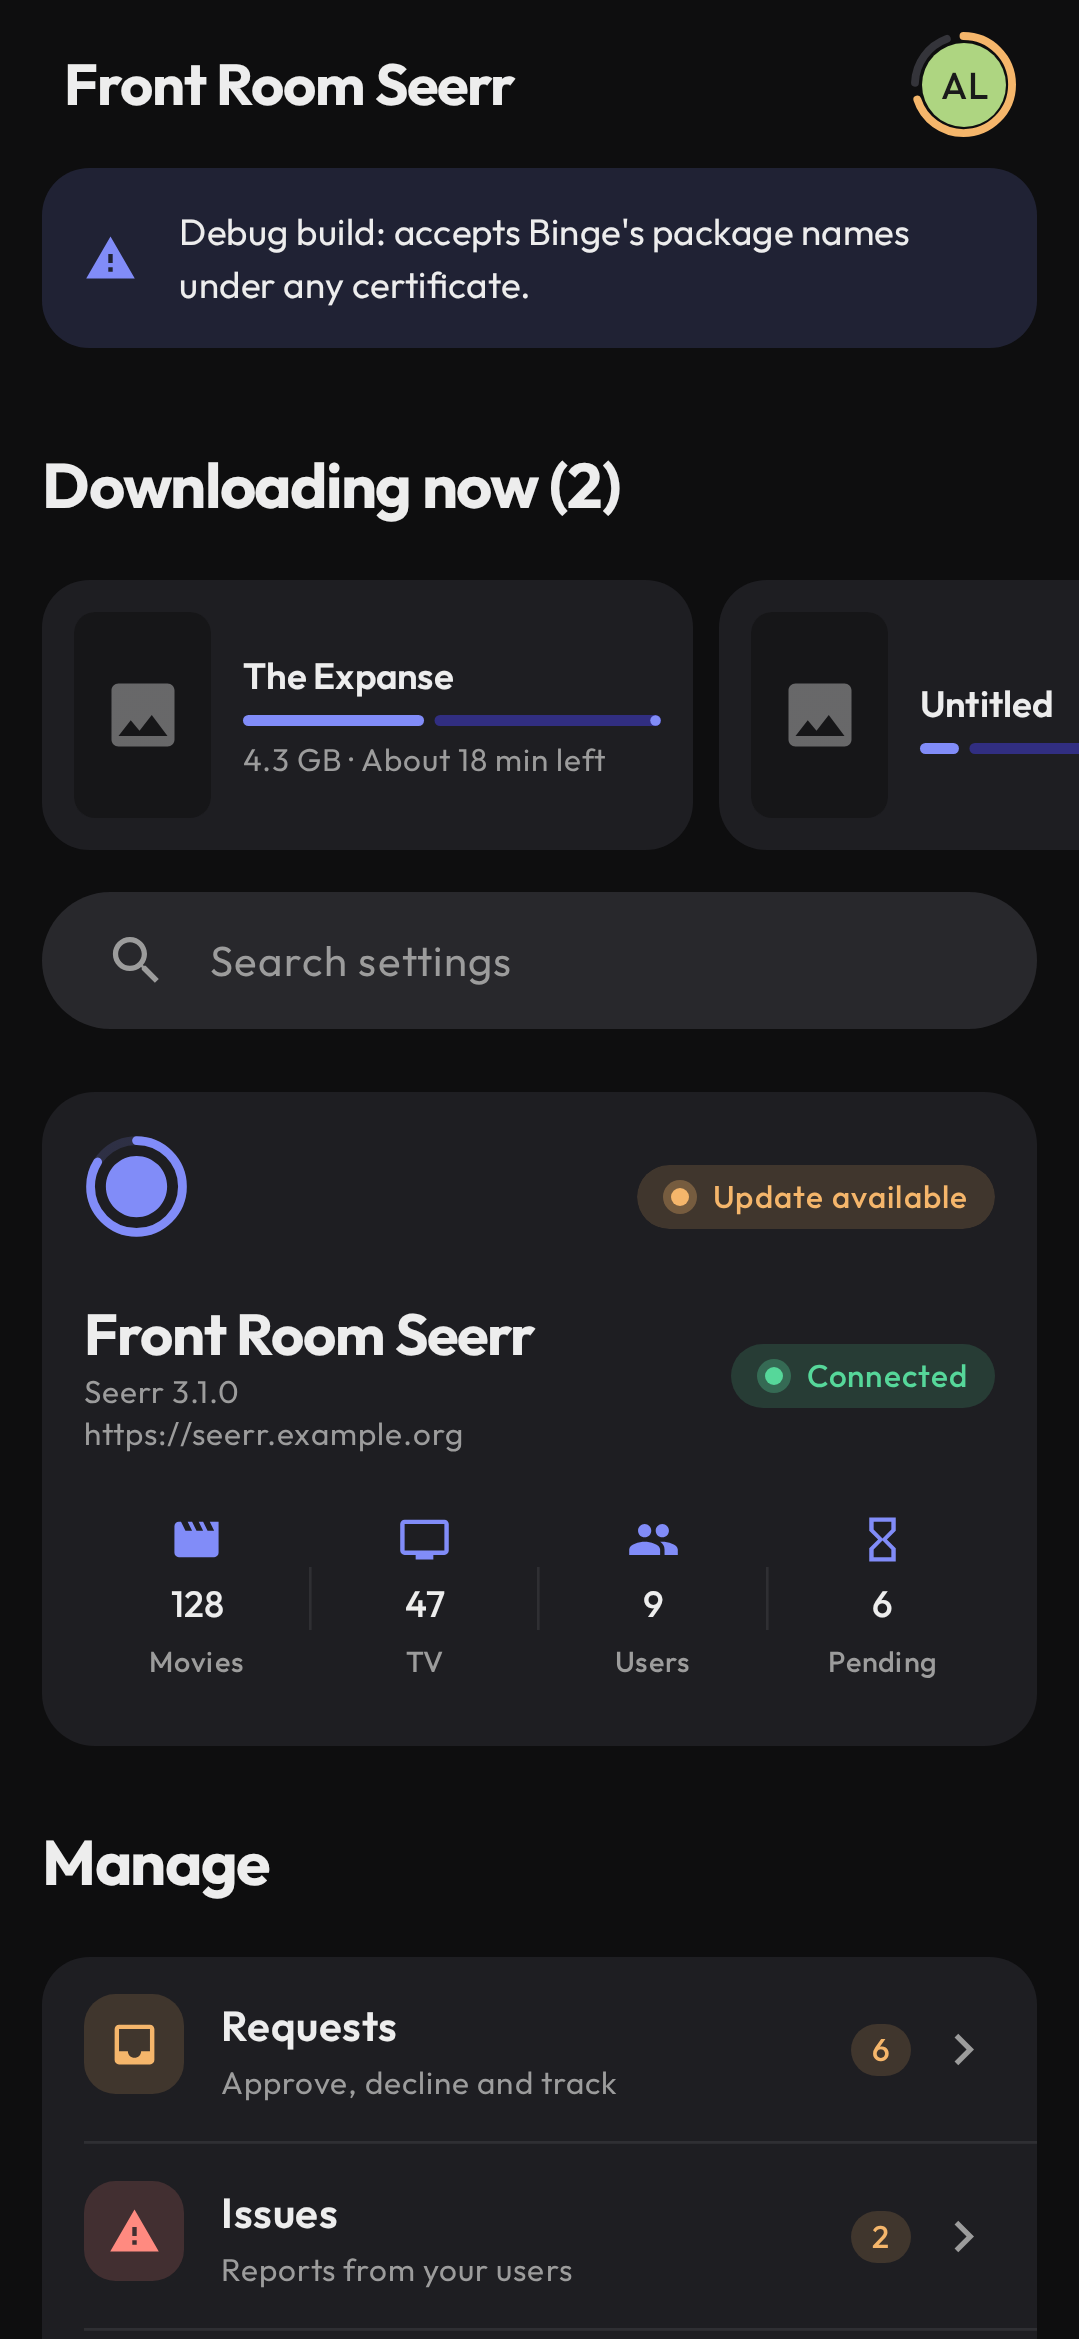 Front Room Seerr
AL
Debug build: accepts Binge's package names
under any certificate.
Downloading now (2)
The Expanse
4.3 GB · About 18 min left
Untitled
Search settings
Update available
Front Room Seerr
Connected
Seerr 3.1.0
https://seerr.example.org
128
47
9
6
Movies
TV
Users
Pending
Manage
Requests
Approve, decline and track
6
Issues
Reports from your users
2